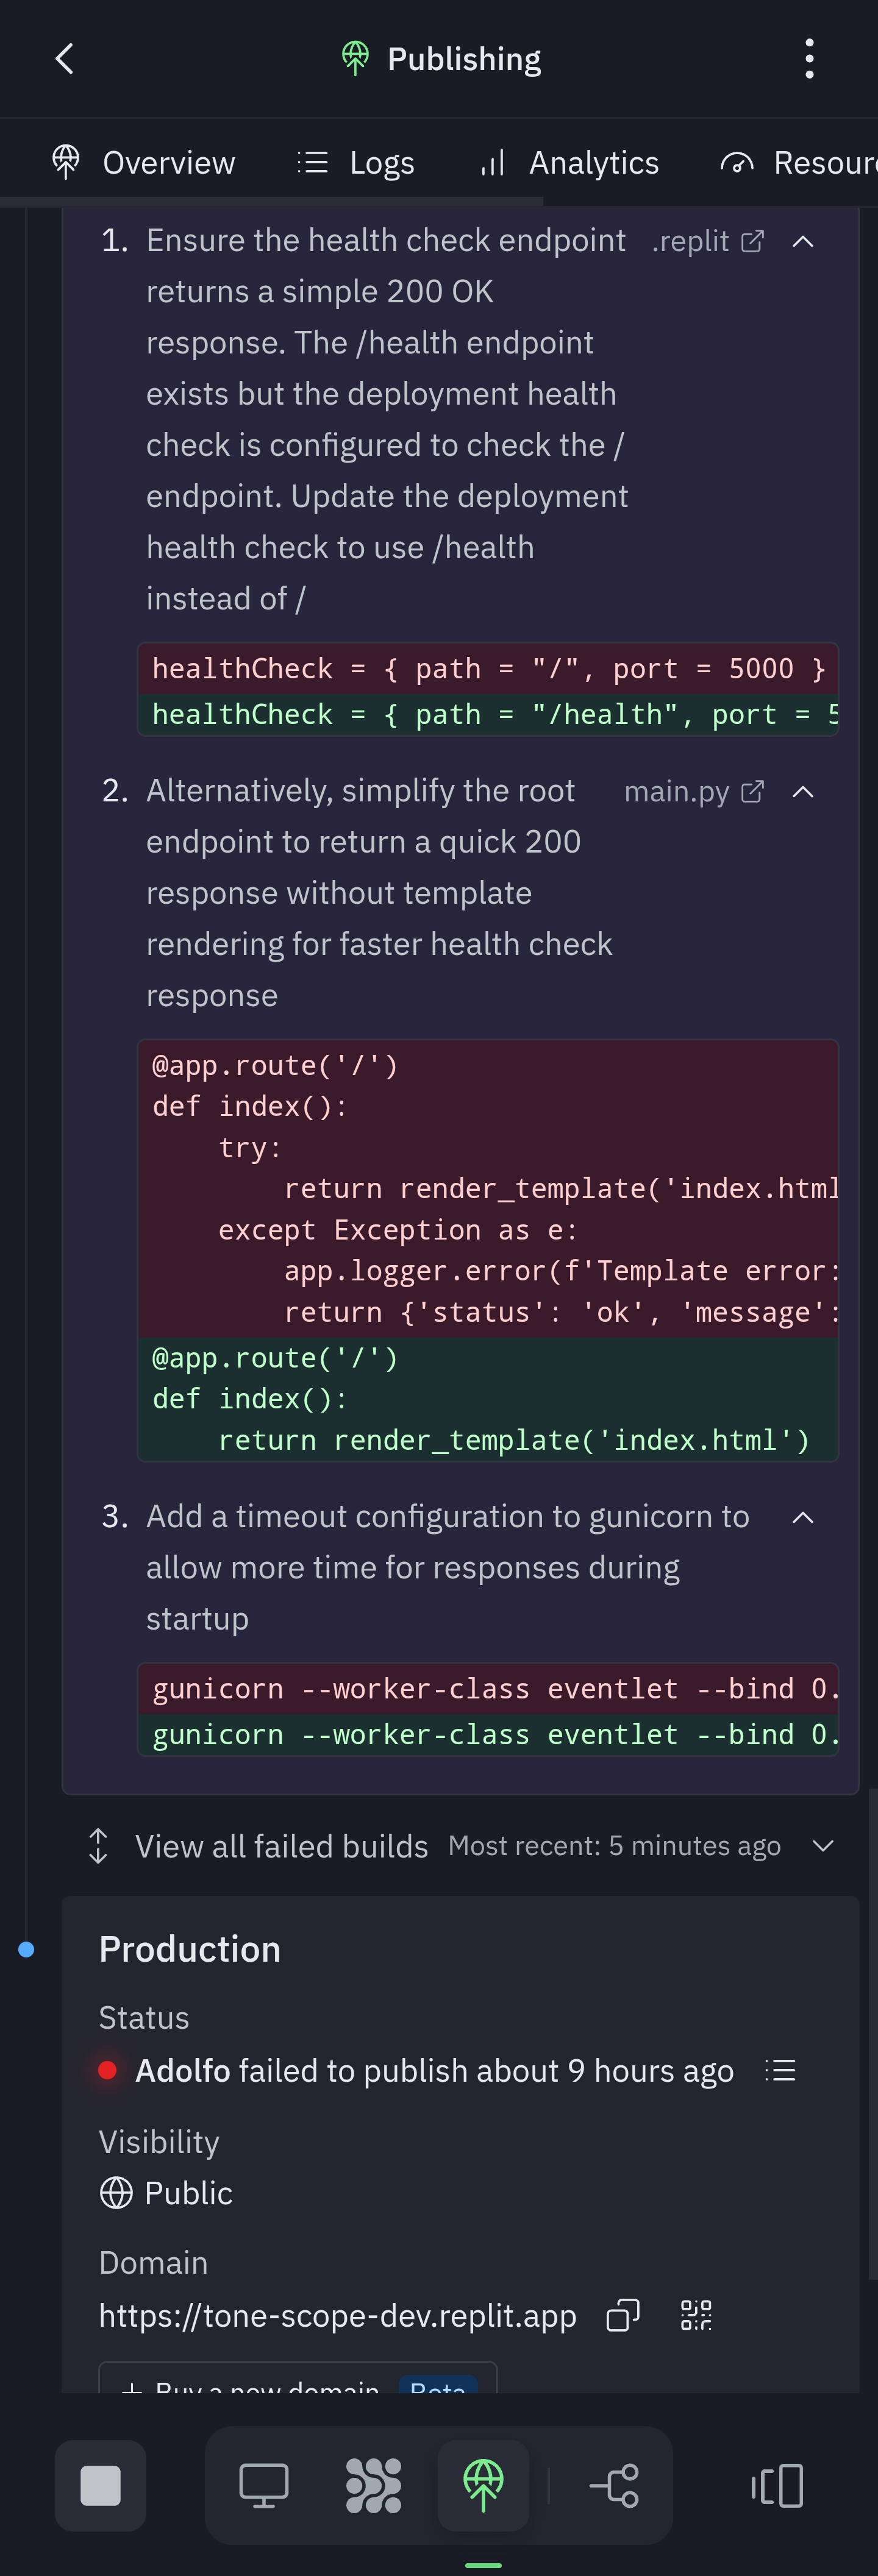 Publishing
Overview Logs Analytics Resour
1. Ensure the health check endpoint .replit
returns a simple 200 OK
response. The /health endpoint
exists but the deployment health
check is configured to check the /
endpoint. Update the deployment
health check to use /health
instead of /
healthCheck = { path = "/", port = 5000 }
healthCheck = { path = "/health", port = 5
2. Alternatively, simplify the root main.py
endpoint to return a quick 200
response without template
rendering for faster health check
response
@app.route('/')
def index():
    try:
        return render_template('index.html
    except Exception as e:
        app.logger.error(f'Template error:
        return {'status': 'ok', 'message':
@app.route('/')
def index():
    return render_template('index.html')
3. Add a timeout configuration to gunicorn to
allow more time for responses during
startup
gunicorn --worker-class eventlet --bind 0.
gunicorn --worker-class eventlet --bind 0.
View all failed builds Most recent: 5 minutes ago
Production
Status
Adolfo failed to publish about 9 hours ago
Visibility
Public
Domain
https://tone-scope-dev.replit.app
+ Buy a new domain Beta